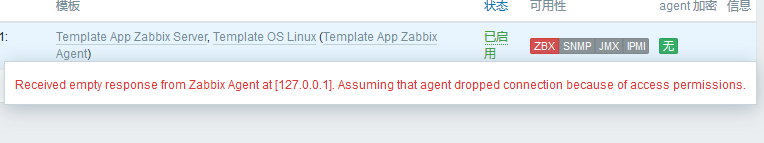 模板 状态 可用性 agent 加密 信息
1: Template App Zabbix Server, Template OS Linux (Template App Zabbix 已启 ZBX SNMP JMX IPMI 无
Agent) 用
Received empty response from Zabbix Agent at [127.0.0.1]. Assuming that agent dropped connection because of access permissions.